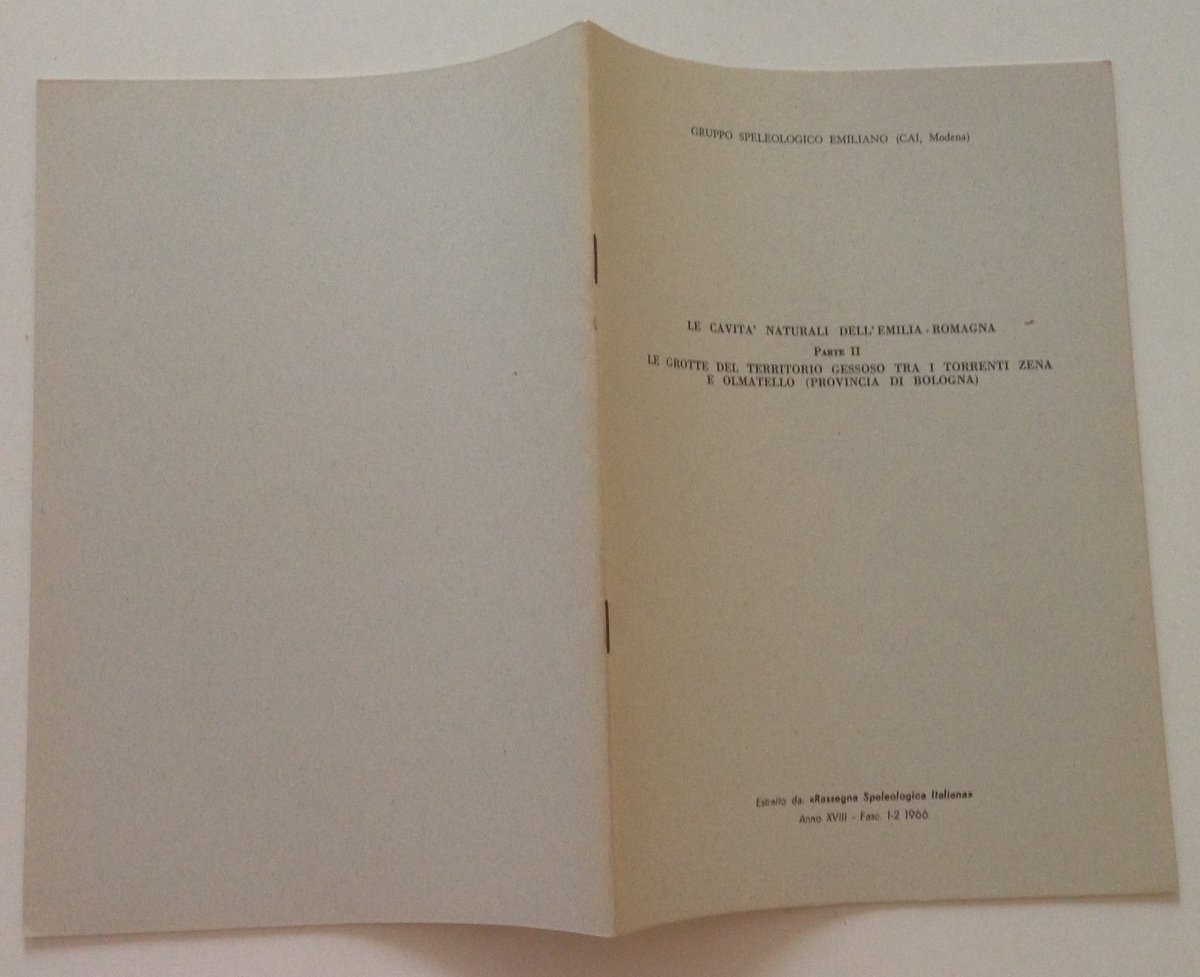 GRUPPO SPELEOLOGICO EMILIANO (CAI, Modena)
LE CAVITA' NATURALI DELL'EMILIA - ROMAGNA
PARTE II
LE GROTTE DEL TERRITORIO GESSOSO TRA I TORRENTI ZENA
E OLMATELLO (PROVINCIA DI BOLOGNA)
Estratto da: «Rassegna Speleologica Italiana»
Anno XVIII - Fasc. 1-2 1966